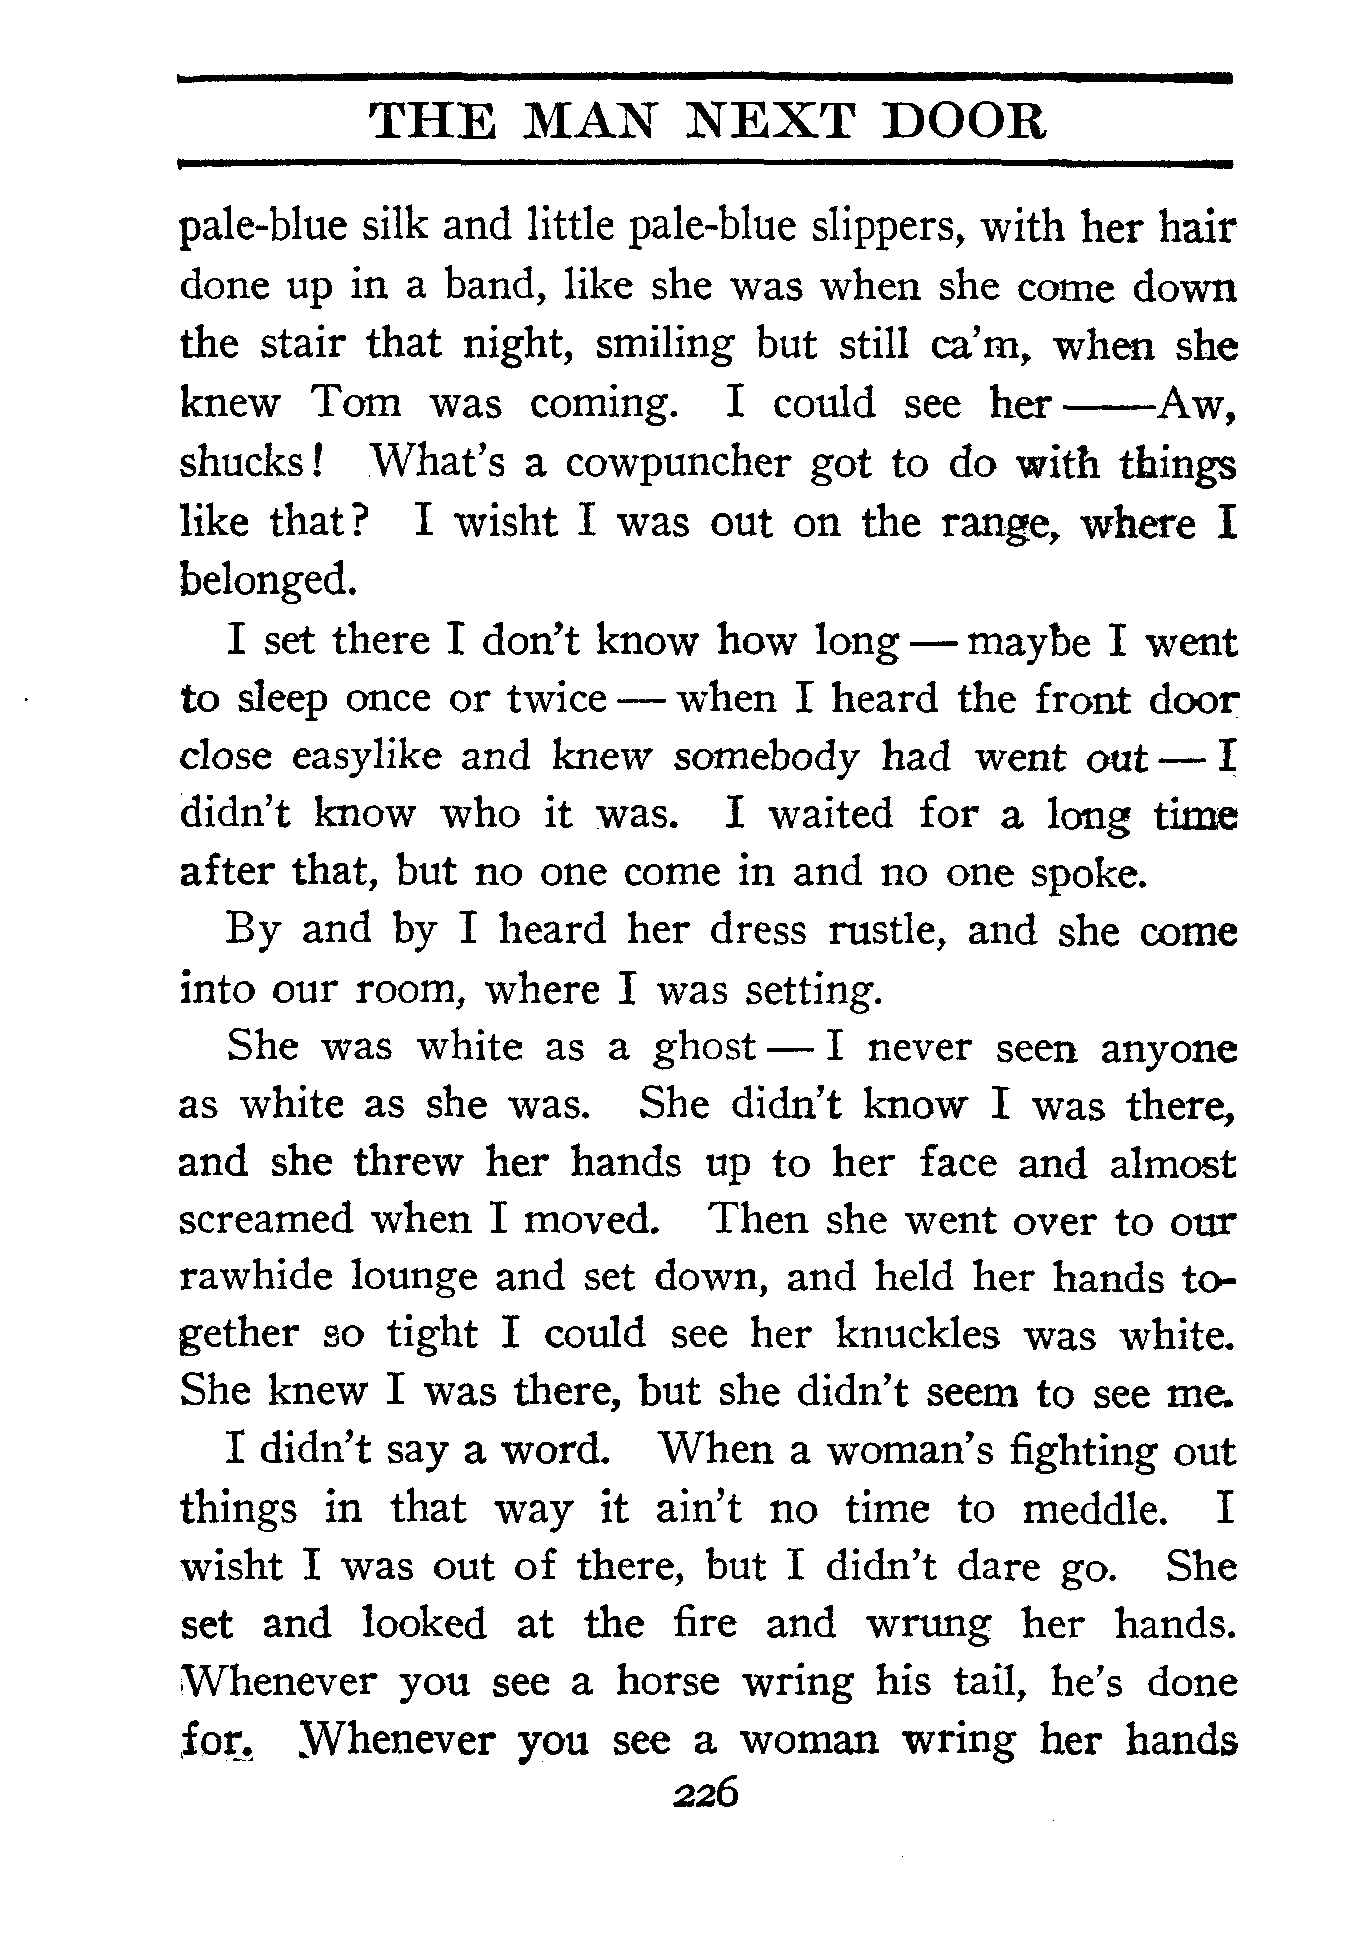 THE MAN NEXT DOOR
pale-blue silk and little pale-blue slippers, with her hair
done up in a band, like she was when she come down
the stair that night, smiling but still ca'm, when she
knew Tom was coming. I could see her——Aw,
shucks! What's a cowpuncher got to do with things
like that? I wisht I was out on the range, where I
belonged.
I set there I don't know how long — maybe I went
to sleep once or twice — when I heard the front door
close easylike and knew somebody had went out — I
didn't know who it was. I waited for a long time
after that, but no one come in and no one spoke.
By and by I heard her dress rustle, and she come
into our room, where I was setting.
She was white as a ghost — I never seen anyone
as white as she was. She didn't know I was there,
and she threw her hands up to her face and almost
screamed when I moved. Then she went over to our
rawhide lounge and set down, and held her hands to-
gether so tight I could see her knuckles was white.
She knew I was there, but she didn't seem to see me.
I didn't say a word. When a woman's fighting out
things in that way it ain't no time to meddle. I
wisht I was out of there, but I didn't dare go. She
set and looked at the fire and wrung her hands.
Whenever you see a horse wring his tail, he's done
for. Whenever you see a woman wring her hands
226